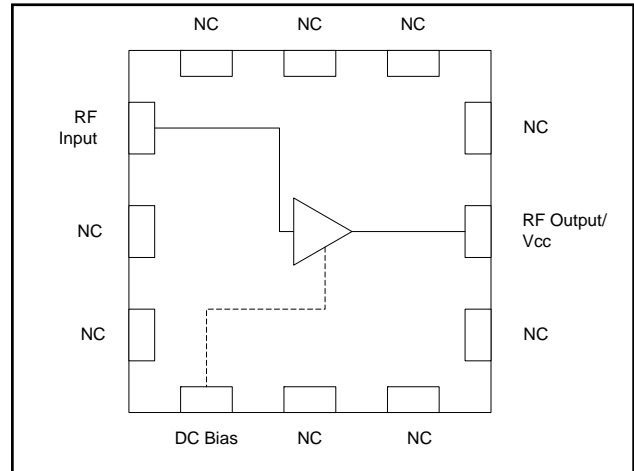 NC NC NC
RF
Input
NC
NC
RF Output/
Vcc
NC
NC
DC Bias NC NC